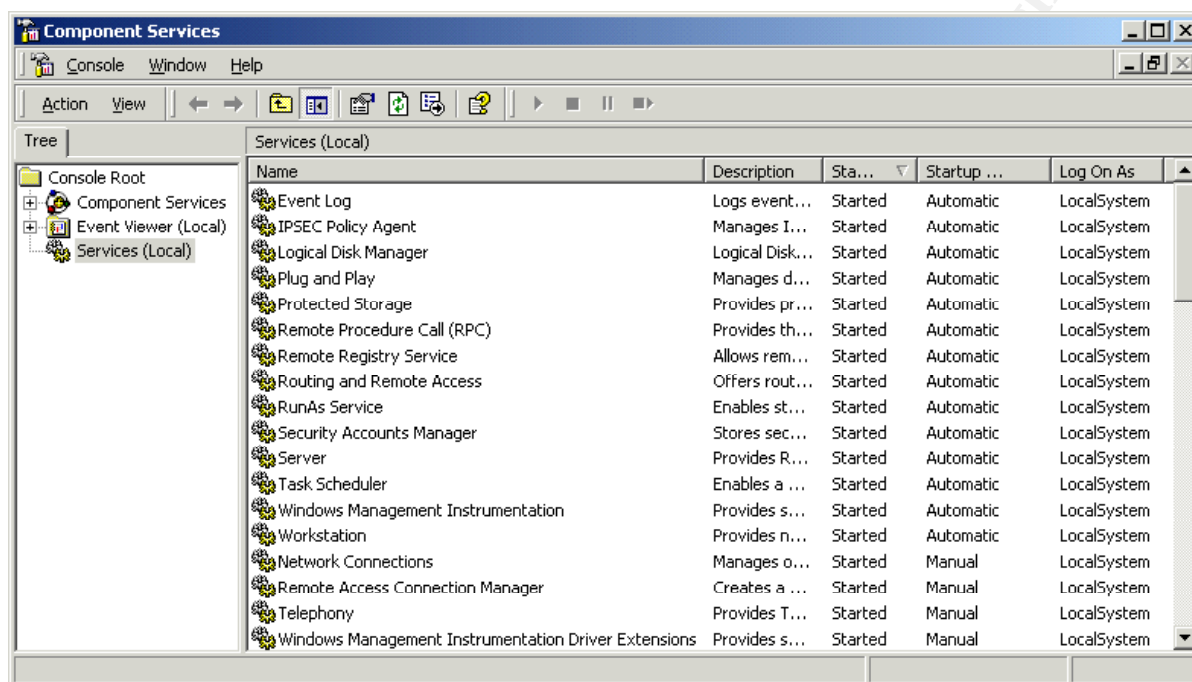 Component Services
Console Window Help
Action View
Tree
Services (Local)
Console Root
Component Services
Event Viewer (Local)
Services (Local)
Name Description Sta... Startup ... Log On As
Event Log Logs event... Started Automatic LocalSystem
IPSEC Policy Agent Manages I... Started Automatic LocalSystem
Logical Disk Manager Logical Disk... Started Automatic LocalSystem
Plug and Play Manages d... Started Automatic LocalSystem
Protected Storage Provides pr... Started Automatic LocalSystem
Remote Procedure Call (RPC) Provides th... Started Automatic LocalSystem
Remote Registry Service Allows rem... Started Automatic LocalSystem
Routing and Remote Access Offers rout... Started Automatic LocalSystem
RunAs Service Enables st... Started Automatic LocalSystem
Security Accounts Manager Stores sec... Started Automatic LocalSystem
Server Provides R... Started Automatic LocalSystem
Task Scheduler Enables a ... Started Automatic LocalSystem
Windows Management Instrumentation Provides s... Started Automatic LocalSystem
Workstation Provides n... Started Automatic LocalSystem
Network Connections Manages o... Started Manual LocalSystem
Remote Access Connection Manager Creates a ... Started Manual LocalSystem
Telephony Provides T... Started Manual LocalSystem
Windows Management Instrumentation Driver Extensions Provides s... Started Manual LocalSystem